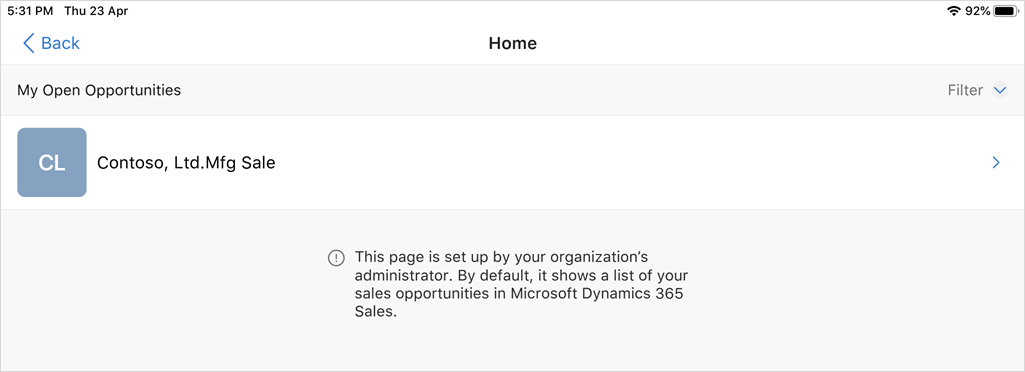 5:31 PM Thu 23 Apr 92%
Back Home
My Open Opportunities Filter
CL Contoso, Ltd.Mfg Sale
This page is set up by your organization’s
administrator. By default, it shows a list of your
sales opportunities in Microsoft Dynamics 365
Sales.